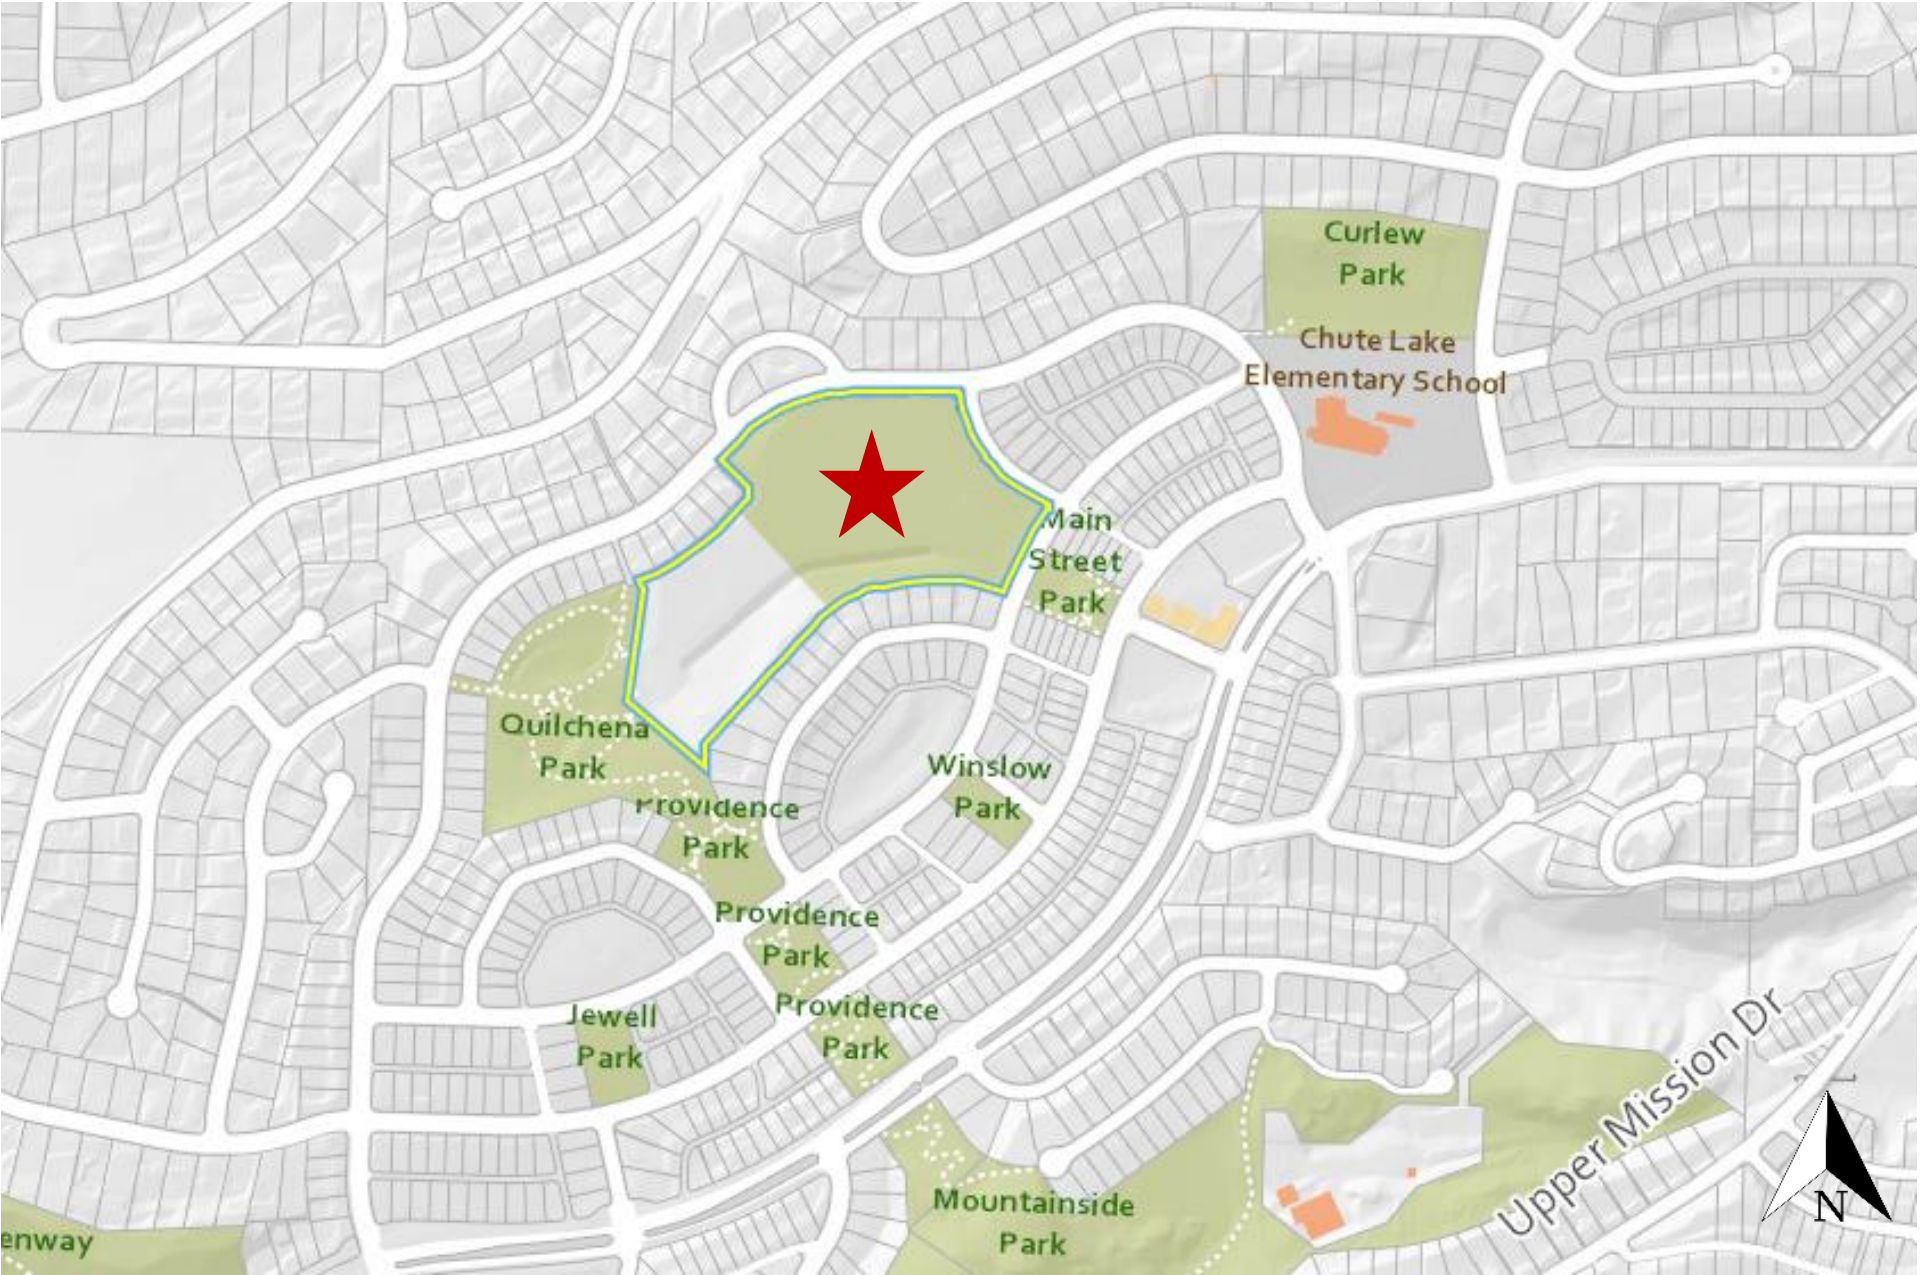 Curlew
Park
Chute Lake
Elementary School
Main
Street
Park
Quilchena
Park
Winslow
Park
Providence
Park
Providence
Park
Providence
Park
Jewell
Park
Mountainside
Park
Upper Mission Dr
enway
N